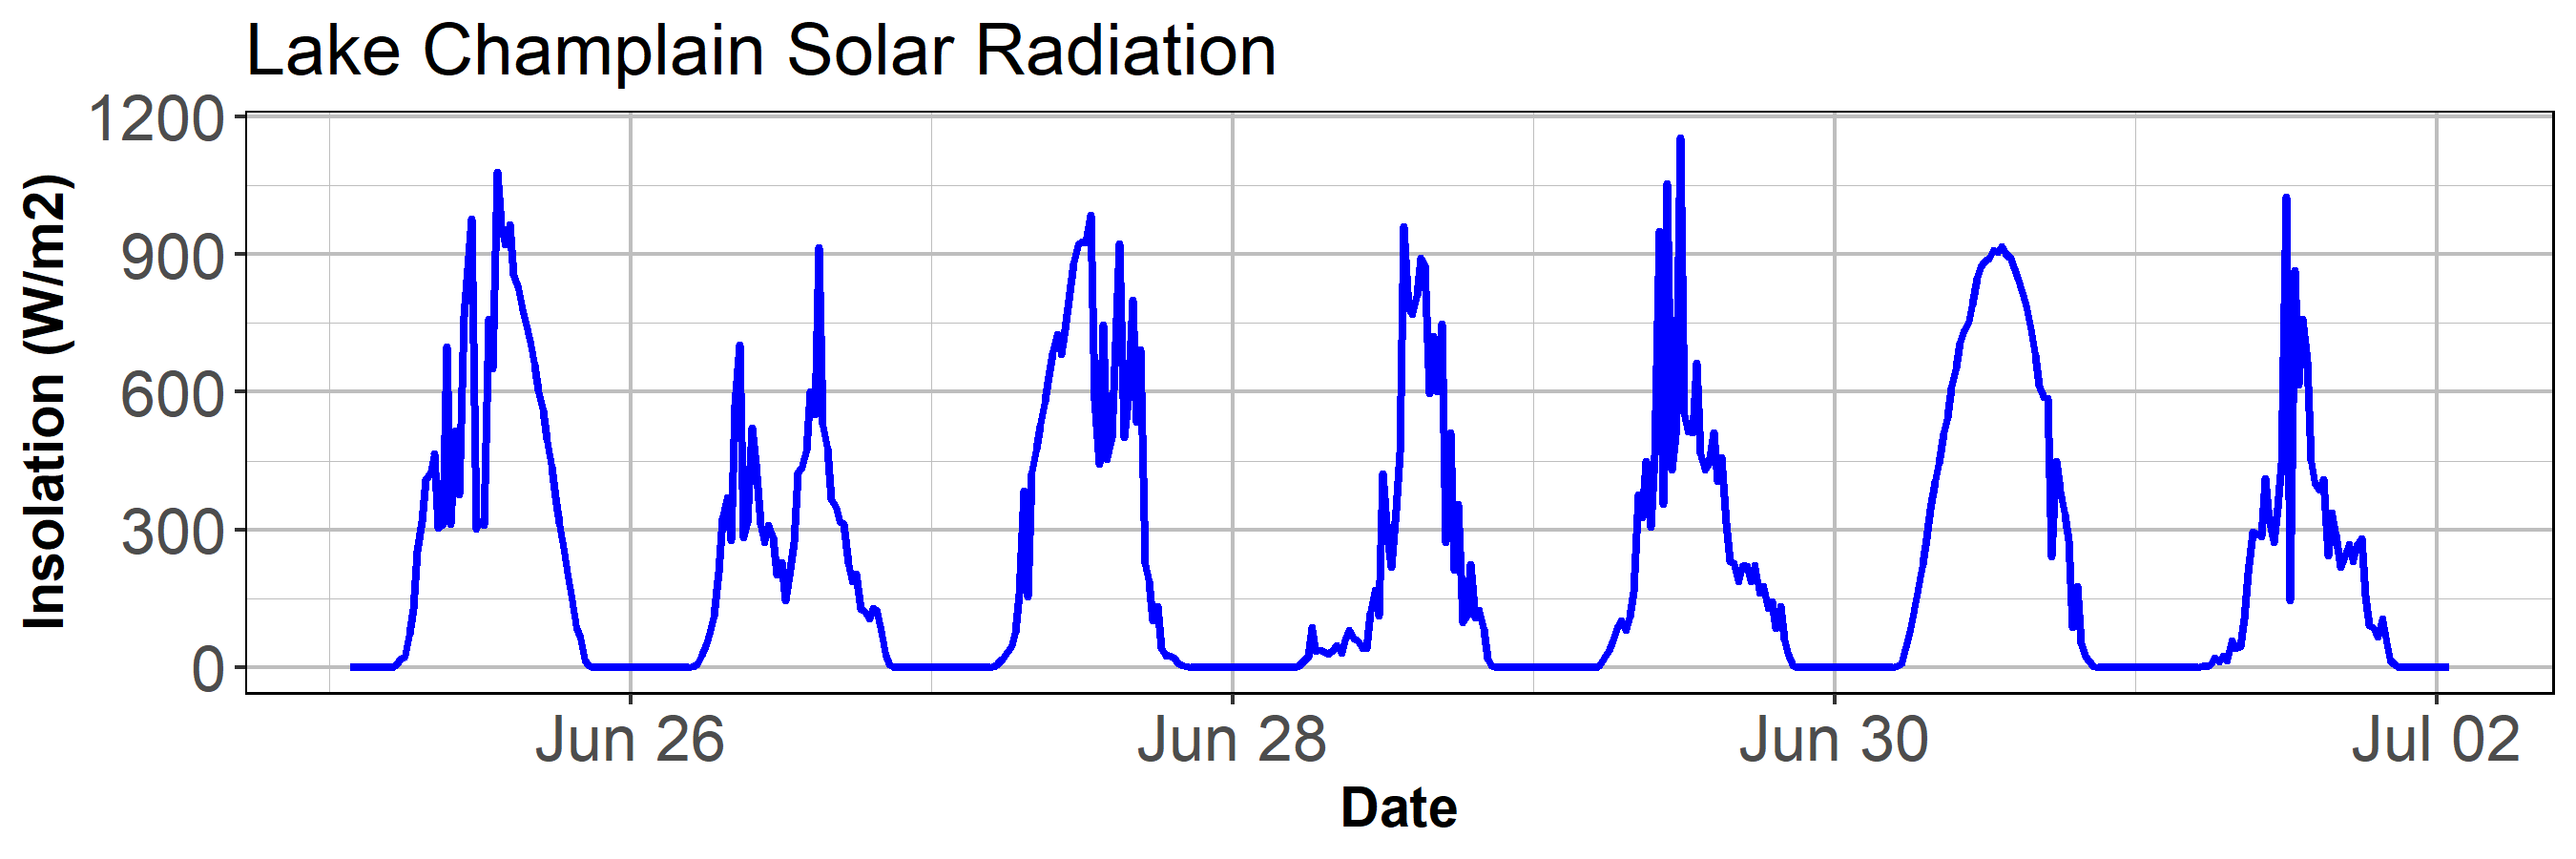 Lake Champlain Solar Radiation
1200
900
600
300
0
Insolation (W/m2)
Jun 26 Jun 28 Jun 30 Jul 02
Date